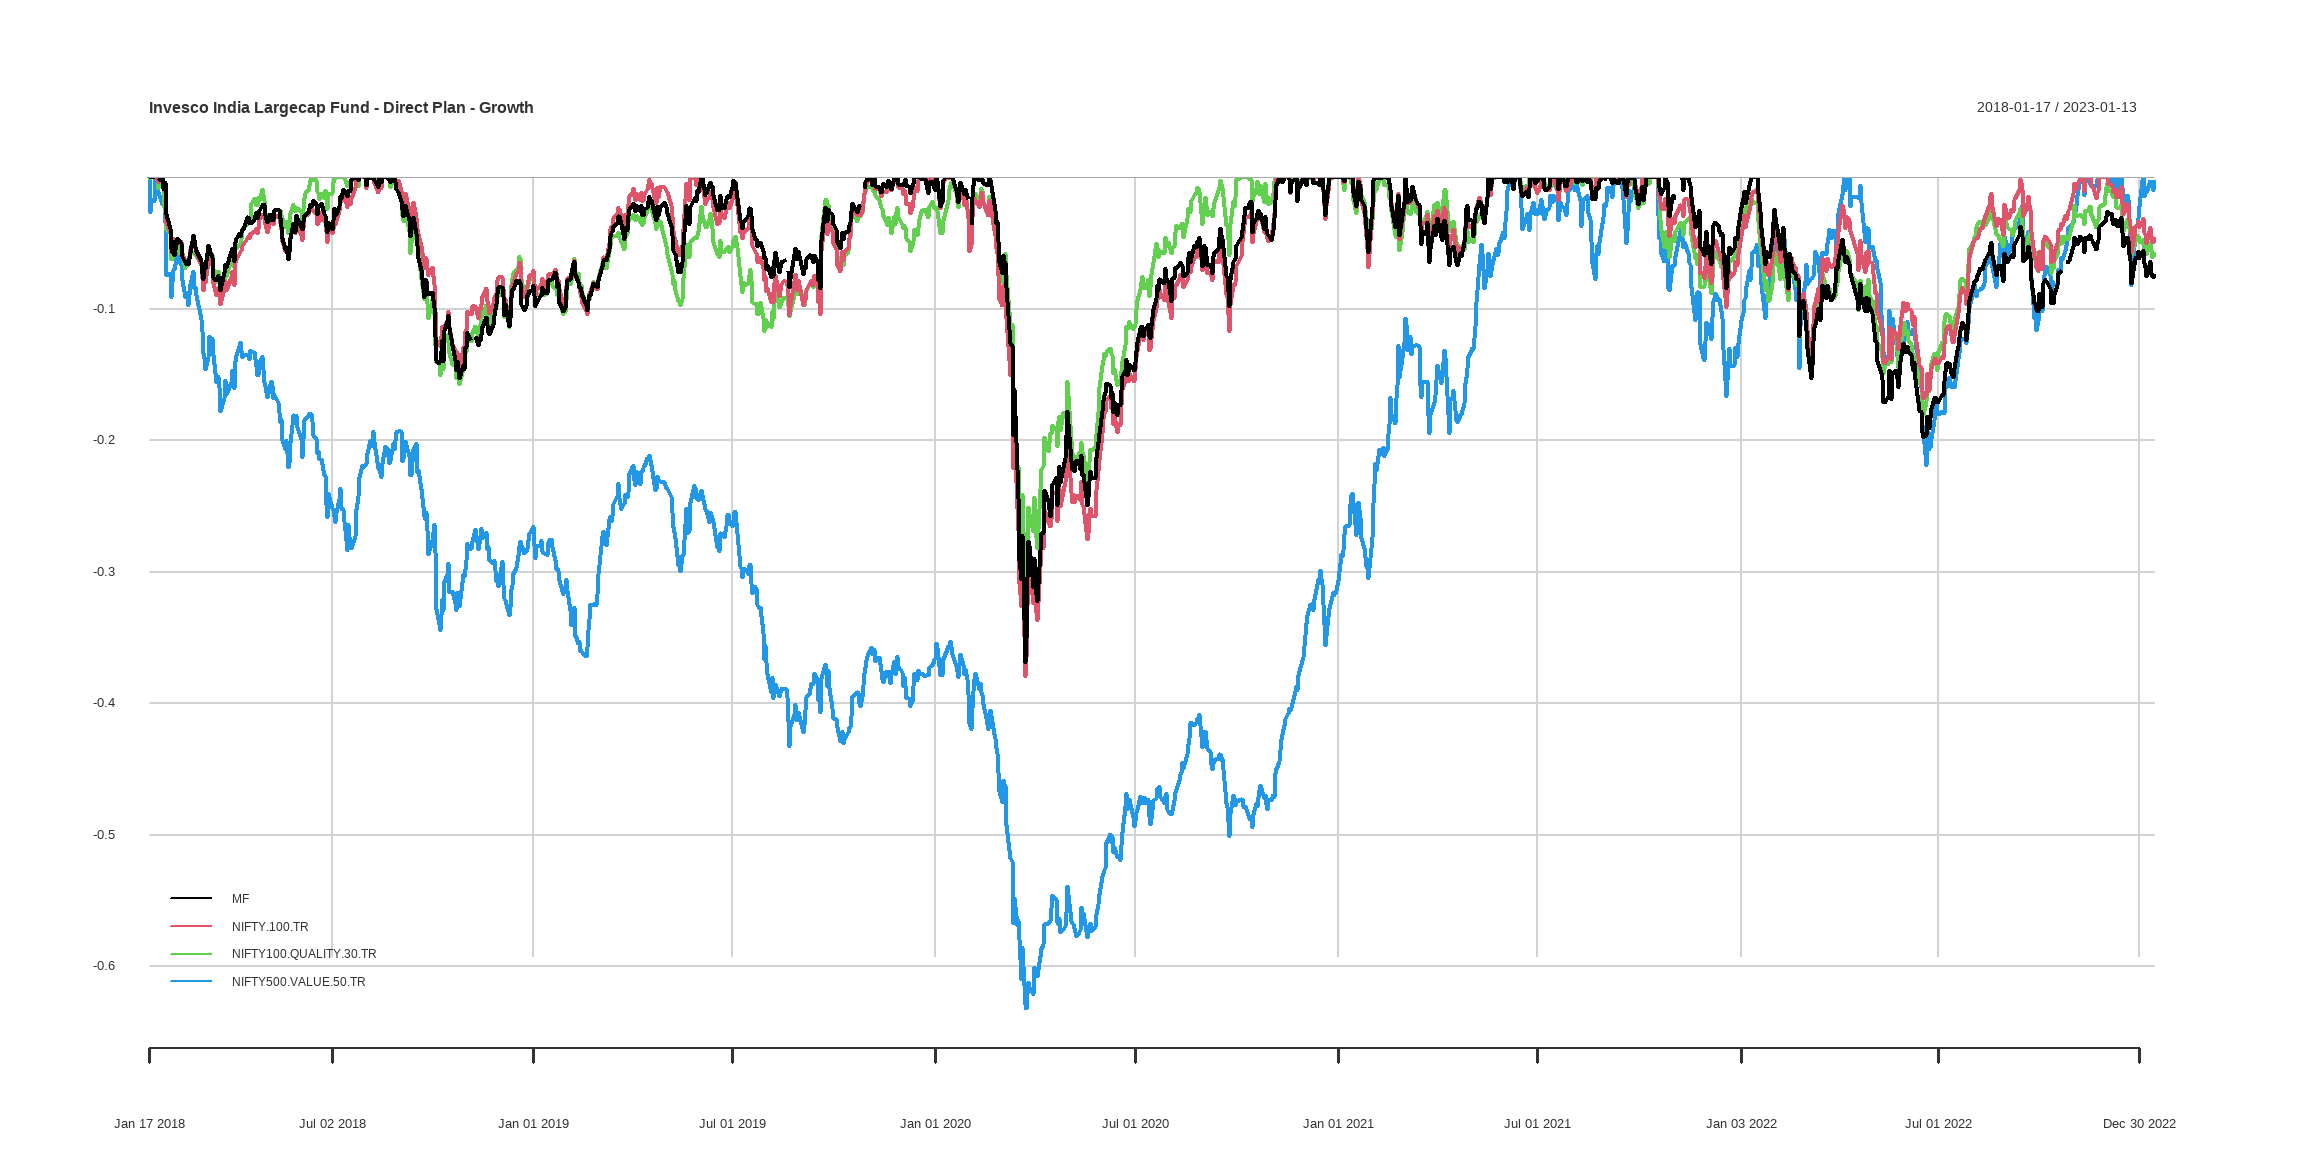 Invesco India Largecap Fund - Direct Plan - Growth
2018-01-17 / 2023-01-13
-0.1
-0.2
-0.3
-0.4
-0.5
-0.6
MF
NIFTY.100.TR
NIFTY100.QUALITY.30.TR
NIFTY500.VALUE.50.TR
Jan 17 2018 Jul 02 2018 Jan 01 2019 Jul 01 2019 Jan 01 2020 Jul 01 2020 Jan 01 2021 Jul 01 2021 Jan 03 2022 Jul 01 2022 Dec 30 2022